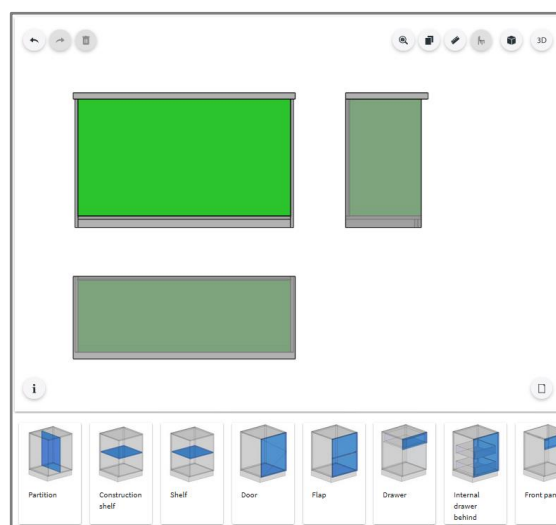 3D
i
Partition
Construction
shelf
Shelf
Door
Flap
Drawer
Internal
drawer
behind
Front pan